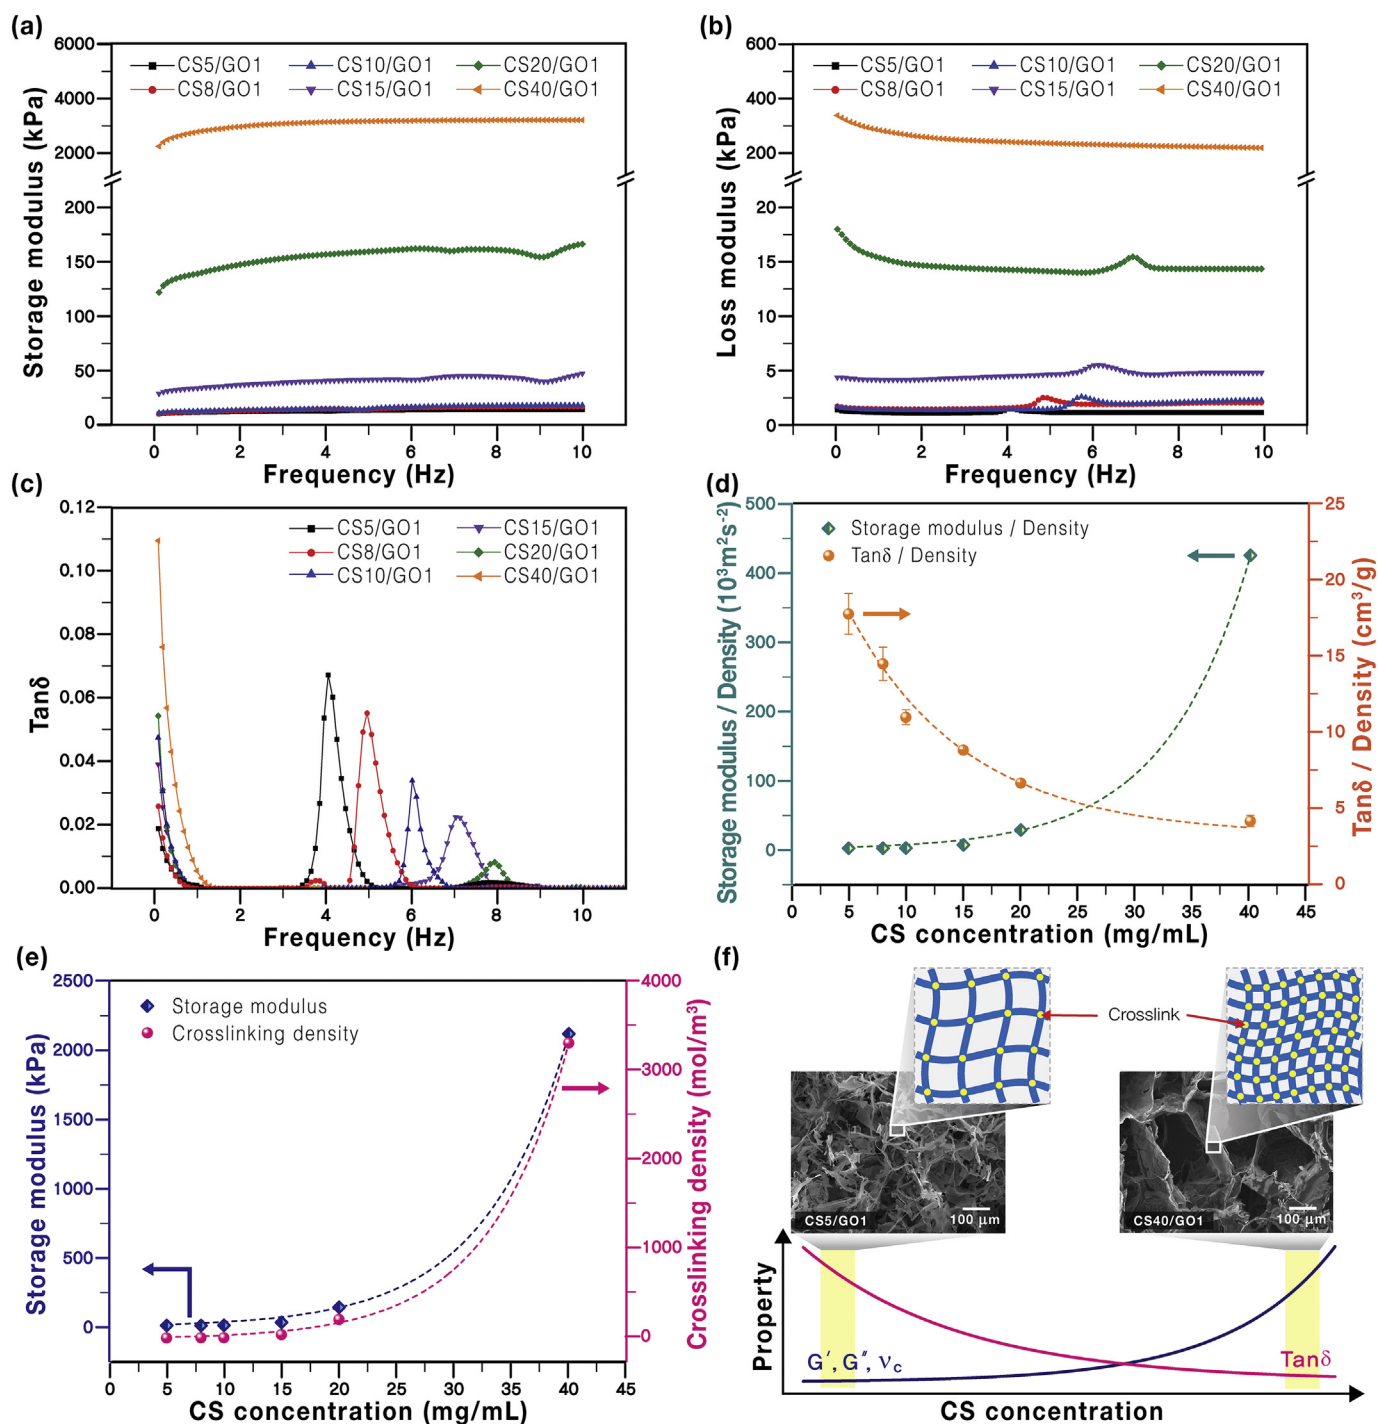 (a)
6000
4000
2000
200
150
100
50
0
Storage modulus (kPa)
CS5/GO1 CS10/GO1 CS20/GO1
CS8/GO1 CS15/GO1 CS40/GO1
0 2 4 6 8 10
Frequency (Hz)
(b)
600
400
200
20
15
10
5
0
Loss modulus (kPa)
CS5/GO1 CS10/GO1 CS20/GO1
CS8/GO1 CS15/GO1 CS40/GO1
0 2 4 6 8 10
Frequency (Hz)
(c)
0.12
0.10
0.08
0.06
0.04
0.02
0.00
Tanδ
CS5/GO1 CS15/GO1
CS8/GO1 CS20/GO1
CS10/GO1 CS40/GO1
0 2 4 6 8 10
Frequency (Hz)
(d)
500
400
300
200
100
0
Storage modulus / Density (10³m²s⁻²)
Storage modulus / Density
Tanδ / Density
25
20
15
10
5
0
Tanδ / Density (cm³/g)
0 5 10 15 20 25 30 35 40 45
CS concentration (mg/mL)
(e)
2500
2000
1500
1000
500
0
Storage modulus (kPa)
Storage modulus
Crosslinking density
4000
3000
2000
1000
0
Crosslinking density (mol/m³)
0 5 10 15 20 25 30 35 40 45
CS concentration (mg/mL)
(f)
Crosslink
CS5/GO1 100 μm
CS40/GO1 100 μm
Property
G′, G″, νc
Tanδ
CS concentration